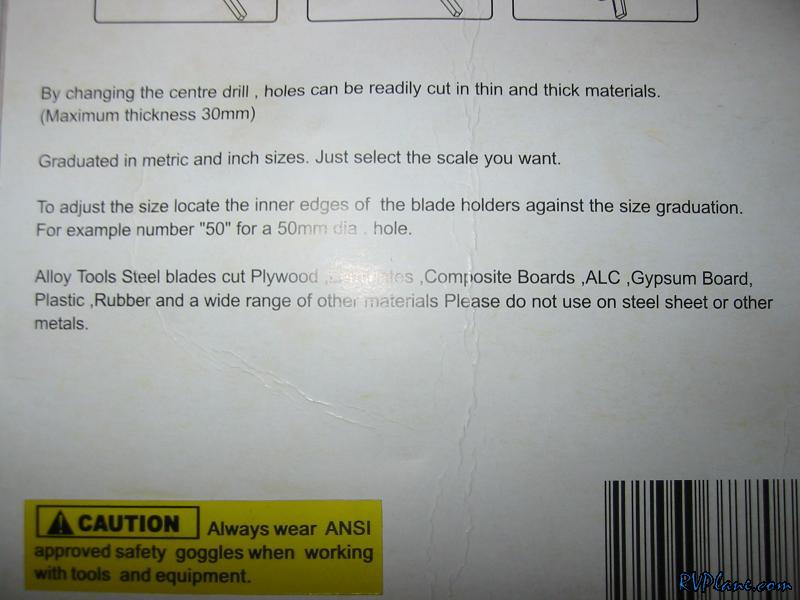 By changing the centre drill , holes can be readily cut in thin and thick materials.
(Maximum thickness 30mm)
Graduated in metric and inch sizes. Just select the scale you want.
To adjust the size locate the inner edges of the blade holders against the size graduation.
For example number "50" for a 50mm dia . hole.
Alloy Tools Steel blades cut Plywood , ,Composite Boards ,ALC ,Gypsum Board,
Plastic ,Rubber and a wide range of other materials Please do not use on steel sheet or other
metals.
CAUTION Always wear ANSI
approved safety goggles when working
with tools and equipment.
RVPlane.com